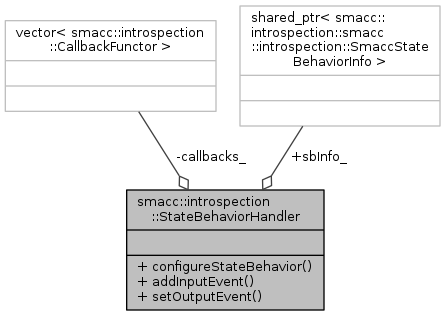 vector< smacc::introspection
::CallbackFunctor >
shared_ptr< smacc::
introspection::smacc
::introspection::SmaccState
BehaviorInfo >
-callbacks_
+sbInfo_
smacc::introspection
::StateBehaviorHandler
+ configureStateBehavior()
+ addInputEvent()
+ setOutputEvent()